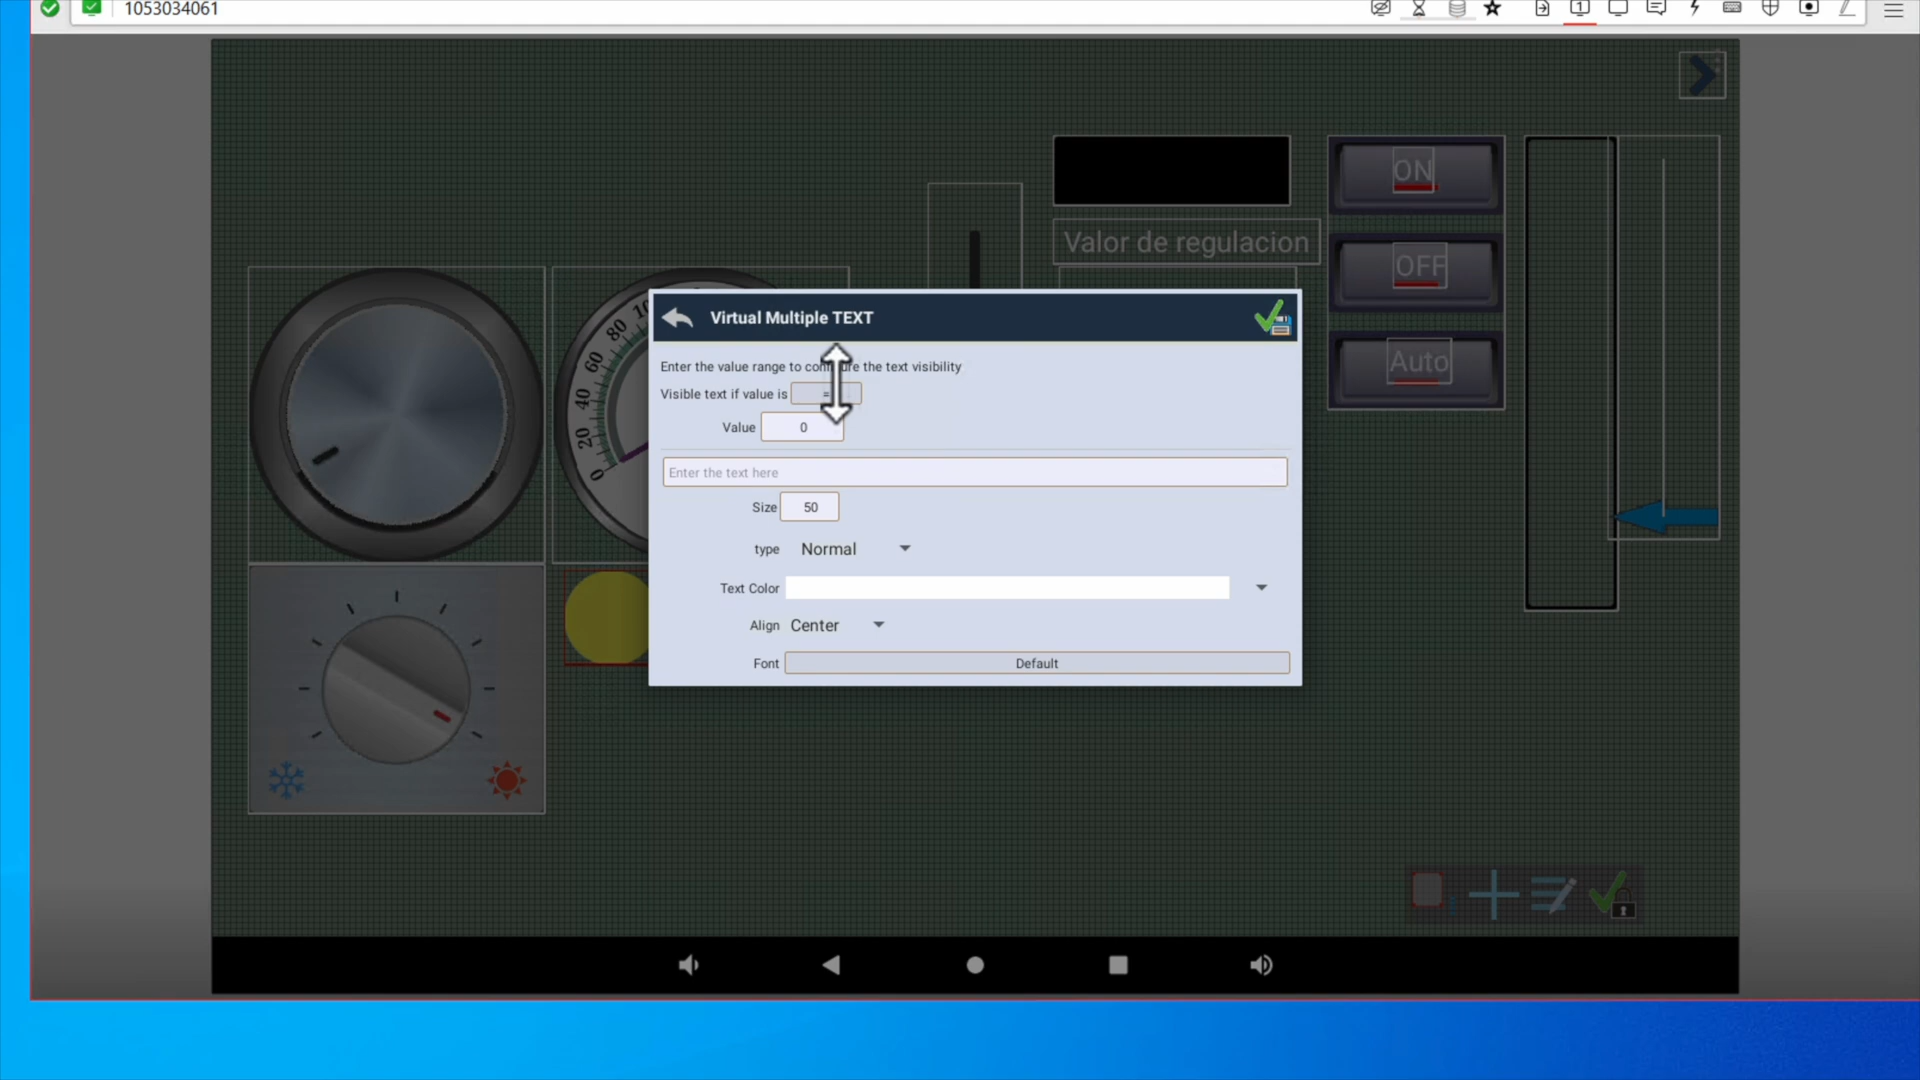 1053034061
ON
Valor de regulacion
OFF
Auto
100
80
60
40
20
0
Virtual Multiple TEXT
Enter the value range to configure the text visibility
Visible text if value is =
Value 0
Enter the text here
Size 50
type Normal
Text Color
Align Center
Font Default